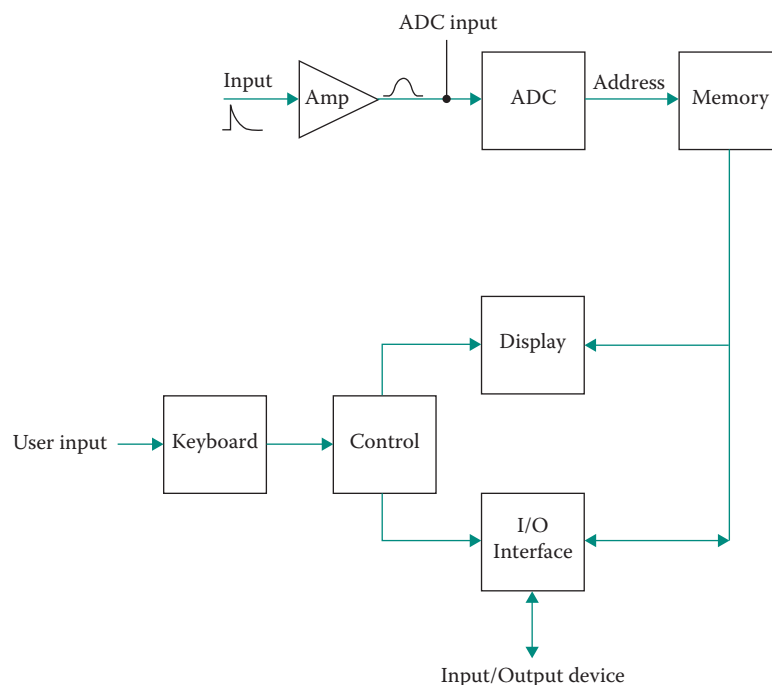 ADC input
Input
Amp
ADC
Address
Memory
Display
User input
Keyboard
Control
I/O
Interface
Input/Output device